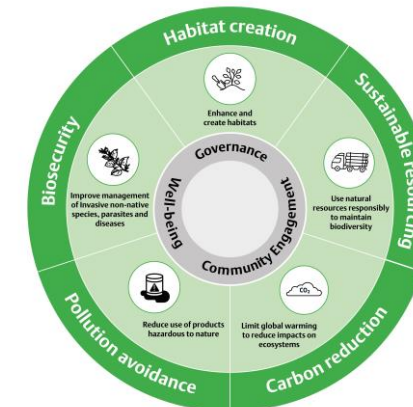 Habitat creation
Enhance and
create habitats
Sustainable resourcing
Use natural
resources responsibly
to maintain
biodiversity
Carbon reduction
CO₂
Limit global warming
to reduce impacts on
ecosystems
Pollution avoidance
Reduce use of products
hazardous to nature
Biosecurity
Improve management
of Invasive non-native
species, parasites and
diseases
Governance
Community Engagement
Well-being